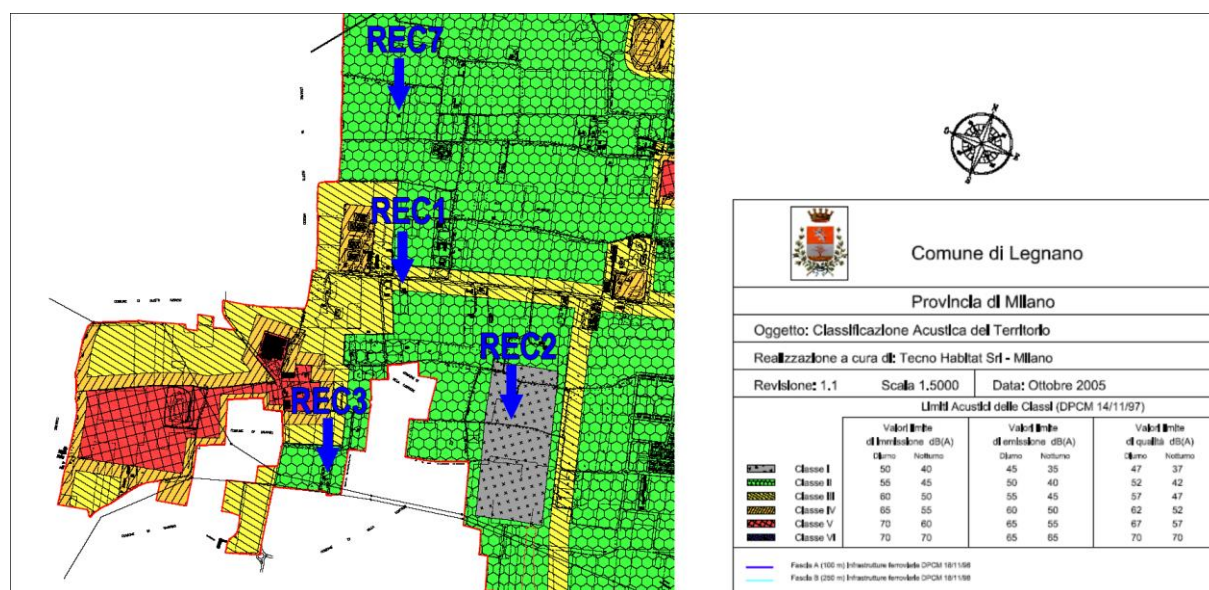 REC7
REC1
REC2
REC3
Comune di Legnano
Provincia di Milano
Oggetto: Classificazione Acustica del Territorio
Realizzazione a cura di: Tecno Habitat Srl - Milano
Revisione: 1.1 Scala 1.5000 Data: Ottobre 2005
Limiti Acustici delle Classi (DPCM 14/11/97)
Valori limite Valori limite Valori limite
di immissione dB(A) di emissione dB(A) di qualità dB(A)
Diurno Notturno Diurno Notturno Diurno Notturno
Classe I 50 40 45 35 47 37
Classe II 55 45 50 40 52 42
Classe III 60 50 55 45 57 47
Classe IV 65 55 60 50 62 52
Classe V 70 60 65 55 67 57
Classe VI 70 70 65 65 70 70
Fascia A (100 m) Infrastrutture ferroviarie DPCM 18/11/98
Fascia B (250 m) Infrastrutture ferroviarie DPCM 18/11/98